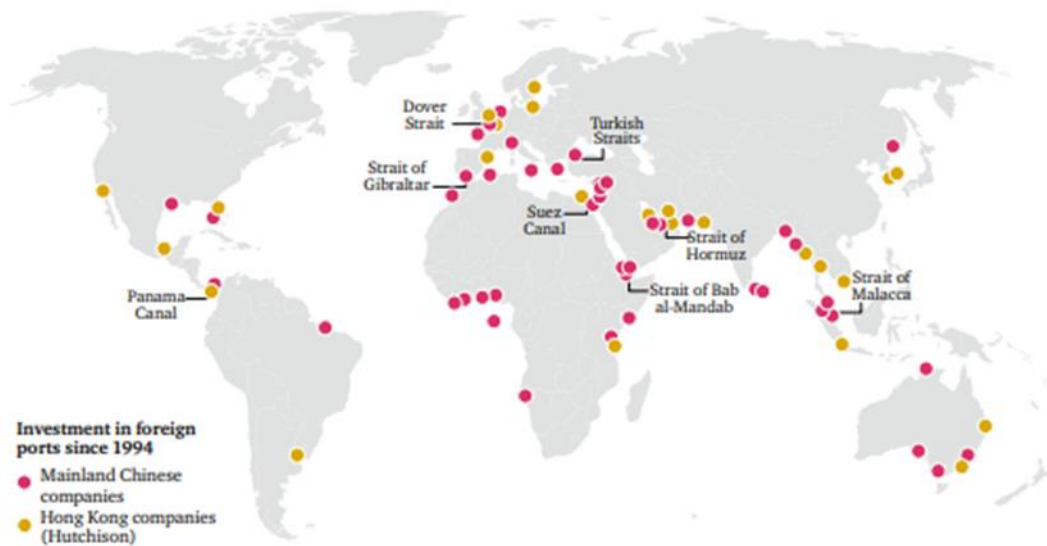 Dover
Strait
Turkish
Straits
Strait of
Gibraltar
Suez
Canal
Strait of
Hormuz
Strait of Bab
al-Mandab
Strait of
Malacca
Panama
Canal
Investment in foreign
ports since 1994
Mainland Chinese
companies
Hong Kong companies
(Hutchison)